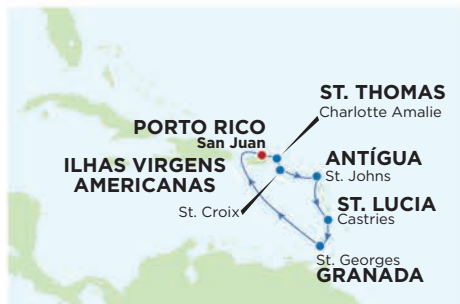 ST. THOMAS
Charlotte Amalie
PORTO RICO
San Juan
ANTÍGUA
St. Johns
ILHAS VIRGENS
AMERICANAS
St. Croix
ST. LUCIA
Castries
St. Georges
GRANADA